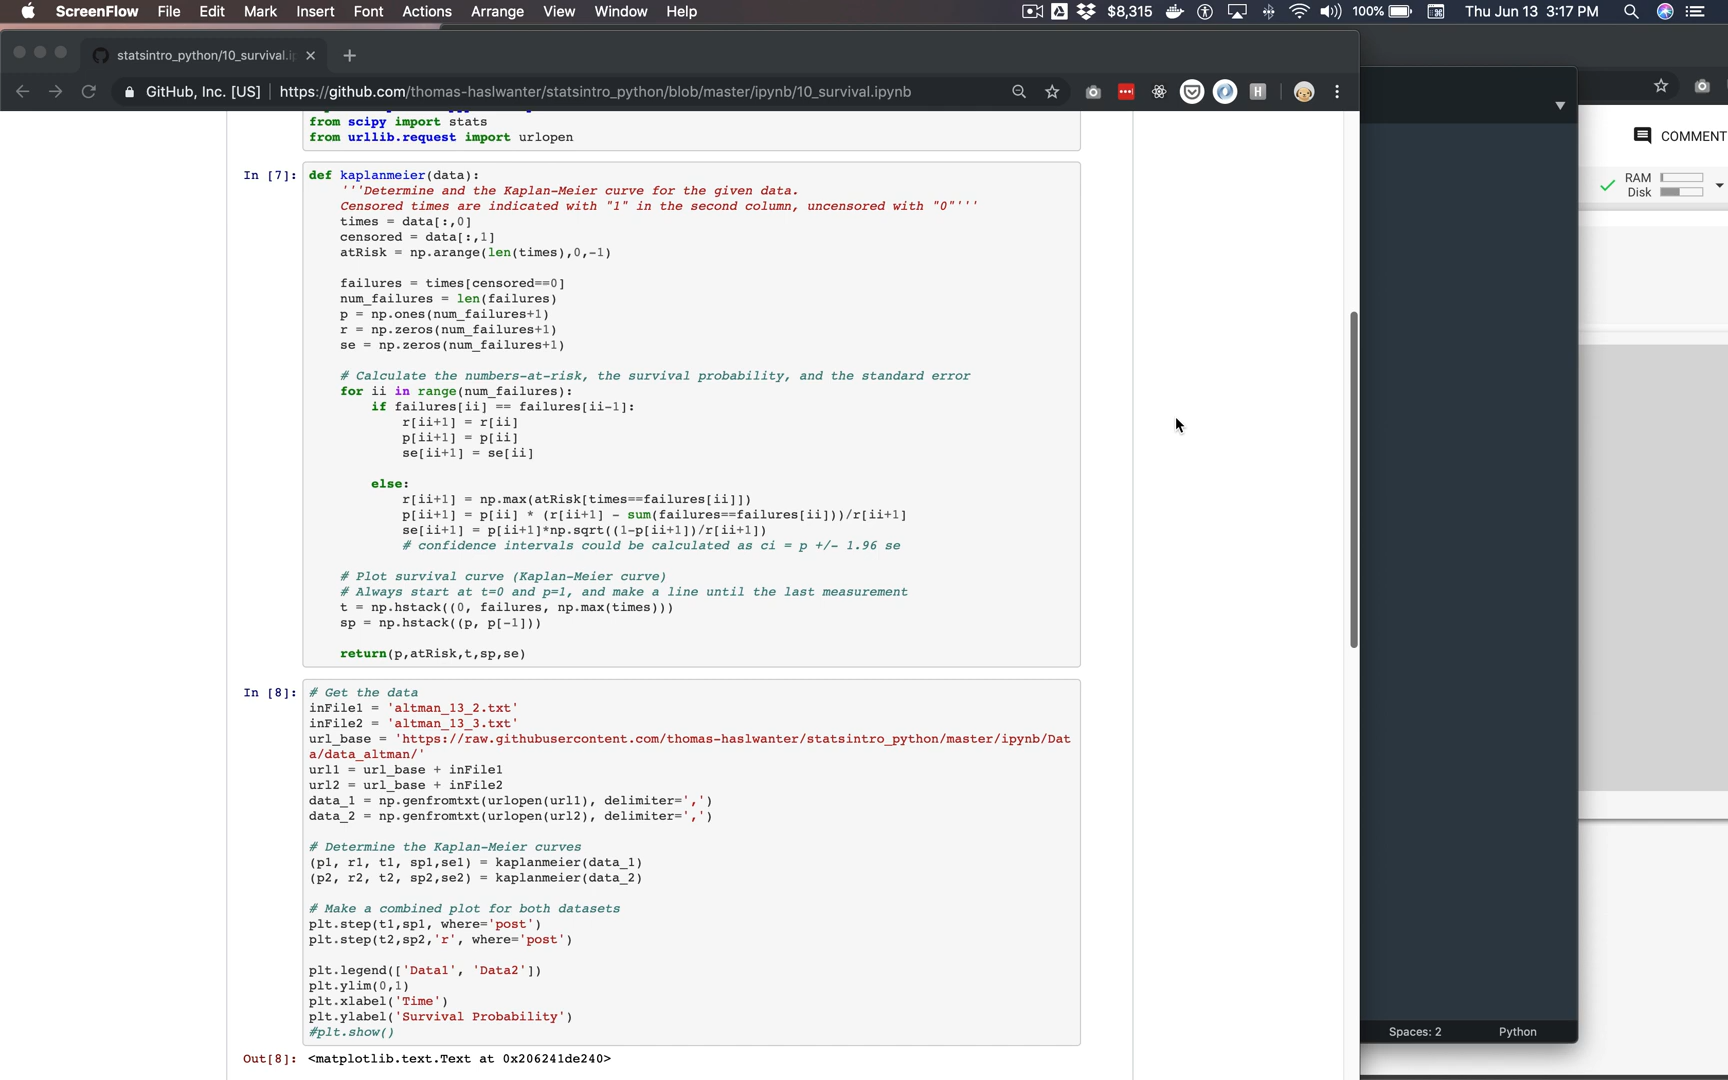 ScreenFlow File Edit Mark Insert Font Actions Arrange View Window Help $8,315 100% Thu Jun 13 3:17 PM
statsintro_python/10_survival.i
GitHub, Inc. [US] https://github.com/thomas-haslwanter/statsintro_python/blob/master/ipynb/10_survival.ipynb
COMMENT
RAM
Disk
from scipy import stats
from urllib.request import urlopen
In [7]: def kaplanmeier(data):
'''Determine and the Kaplan-Meier curve for the given data.
Censored times are indicated with "1" in the second column, uncensored with "0"'''
times = data[:,0]
censored = data[:,1]
atRisk = np.arange(len(times),0,-1)
failures = times[censored==0]
num_failures = len(failures)
p = np.ones(num_failures+1)
r = np.zeros(num_failures+1)
se = np.zeros(num_failures+1)
# Calculate the numbers-at-risk, the survival probability, and the standard error
for ii in range(num_failures):
if failures[ii] == failures[ii-1]:
r[ii+1] = r[ii]
p[ii+1] = p[ii]
se[ii+1] = se[ii]
else:
r[ii+1] = np.max(atRisk[times==failures[ii]])
p[ii+1] = p[ii] * (r[ii+1] - sum(failures==failures[ii]))/r[ii+1]
se[ii+1] = p[ii+1]*np.sqrt((1-p[ii+1])/r[ii+1])
# confidence intervals could be calculated as ci = p +/- 1.96 se
# Plot survival curve (Kaplan-Meier curve)
# Always start at t=0 and p=1, and make a line until the last measurement
t = np.hstack((0, failures, np.max(times)))
sp = np.hstack((p, p[-1]))
return(p,atRisk,t,sp,se)
In [8]: # Get the data
inFile1 = 'altman_13_2.txt'
inFile2 = 'altman_13_3.txt'
url_base = 'https://raw.githubusercontent.com/thomas-haslwanter/statsintro_python/master/ipynb/Dat
a/data_altman/'
url1 = url_base + inFile1
url2 = url_base + inFile2
data_1 = np.genfromtxt(urlopen(url1), delimiter=',')
data_2 = np.genfromtxt(urlopen(url2), delimiter=',')
# Determine the Kaplan-Meier curves
(p1, r1, t1, sp1,se1) = kaplanmeier(data_1)
(p2, r2, t2, sp2,se2) = kaplanmeier(data_2)
# Make a combined plot for both datasets
plt.step(t1,sp1, where='post')
plt.step(t2,sp2,'r', where='post')
plt.legend(['Data1', 'Data2'])
plt.ylim(0,1)
plt.xlabel('Time')
plt.ylabel('Survival Probability')
#plt.show()
Spaces: 2 Python
Out[8]: <matplotlib.text.Text at 0x206241de240>